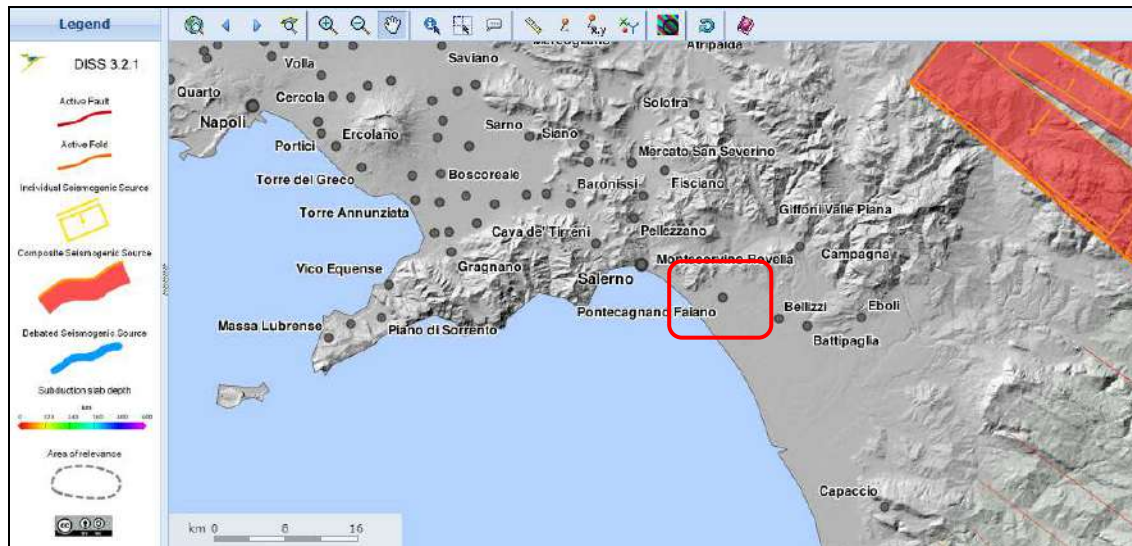 Legend
DISS 3.2.1
Active Fault
Active Fold
Individual Seismogenic Source
Composite Seismogenic Source
Debated Seismogenic Source
Subduction slab depth
km
Area of relevance
cc
x,y
Mercogliano
Atripalda
Volla
Saviano
Quarto
Cercola
Solofra
Napoli
Ercolano
Sarno
Siano
Portici
Mercato San Severino
Torre del Greco
Boscoreale
Baronissi
Fisciano
Torre Annunziata
Giffoni Valle Piana
Cava de' Tirreni
Pellezzano
Vico Equense
Gragnano
Salerno
Montecorvino Rovella
Campagna
Massa Lubrense
Piano di Sorrento
Pontecagnano Faiano
Bellizzi
Eboli
Battipaglia
Capaccio
km 0 8 16